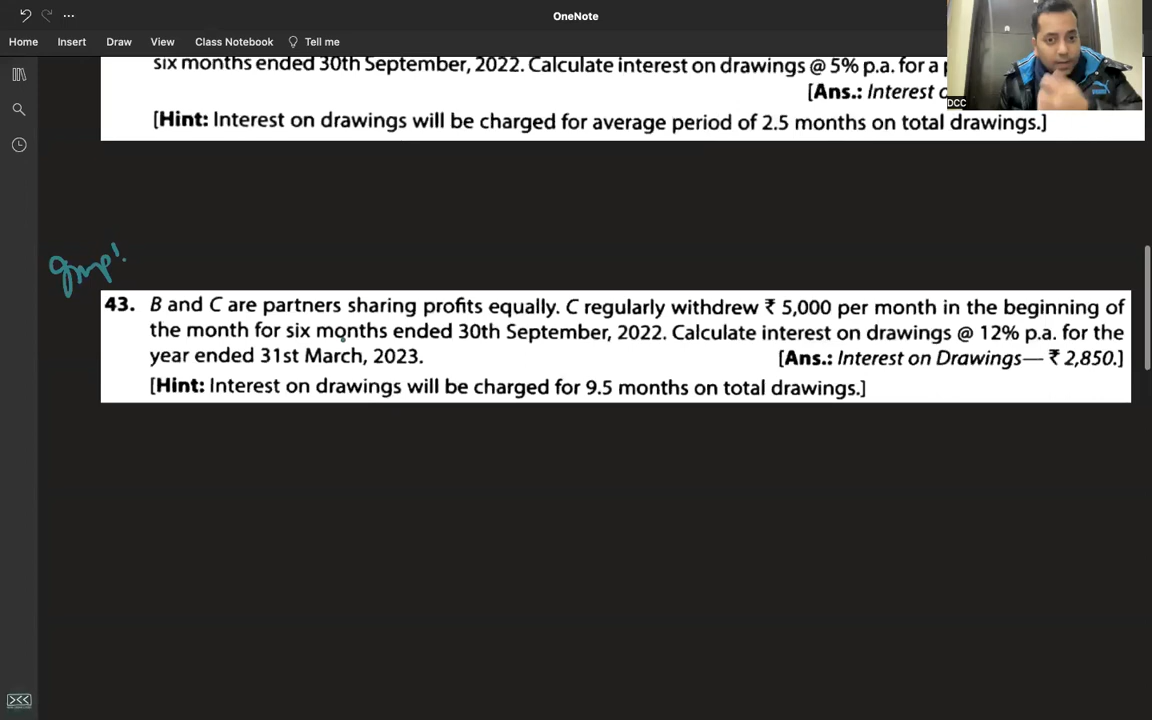 OneNote
Home Insert Draw View Class Notebook Tell me
six months ended 30th September, 2022. Calculate interest on drawings @ 5% p.a. for a p
[Ans.: Interest o
DCC
[Hint: Interest on drawings will be charged for average period of 2.5 months on total drawings.]
Imp!
43. B and C are partners sharing profits equally. C regularly withdrew ₹ 5,000 per month in the beginning of
the month for six months ended 30th September, 2022. Calculate interest on drawings @ 12% p.a. for the
year ended 31st March, 2023. [Ans.: Interest on Drawings— ₹ 2,850.]
[Hint: Interest on drawings will be charged for 9.5 months on total drawings.]